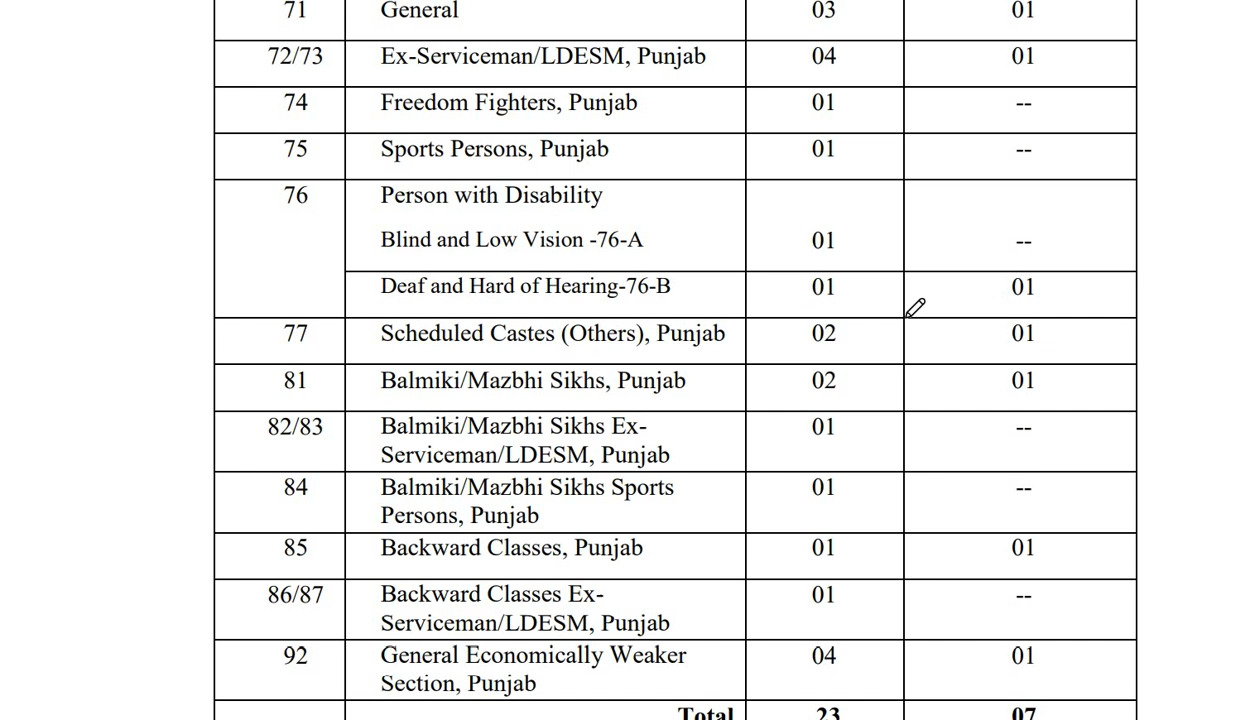 71 General 03 01
72/73 Ex-Serviceman/LDESM, Punjab 04 01
74 Freedom Fighters, Punjab 01 --
75 Sports Persons, Punjab 01 --
76 Person with Disability
Blind and Low Vision -76-A 01 --
Deaf and Hard of Hearing-76-B 01 01
77 Scheduled Castes (Others), Punjab 02 01
81 Balmiki/Mazbhi Sikhs, Punjab 02 01
82/83 Balmiki/Mazbhi Sikhs Ex- 01 --
Serviceman/LDESM, Punjab
84 Balmiki/Mazbhi Sikhs Sports 01 --
Persons, Punjab
85 Backward Classes, Punjab 01 01
86/87 Backward Classes Ex- 01 --
Serviceman/LDESM, Punjab
92 General Economically Weaker 04 01
Section, Punjab
Total 23 07